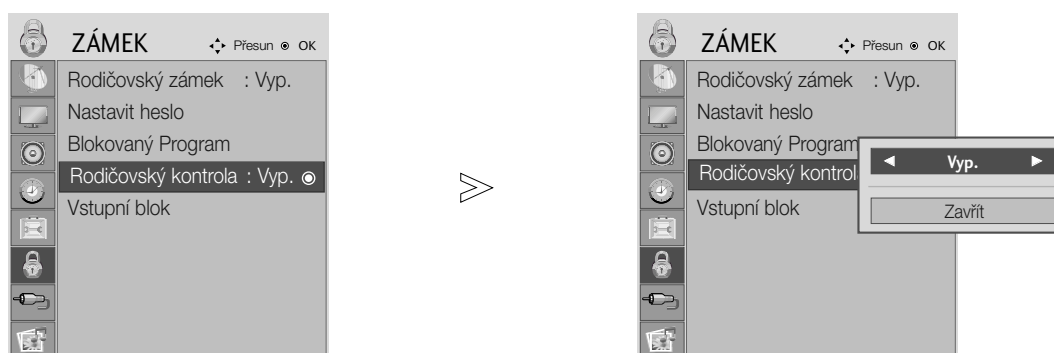 ZÁMEK Přesun OK
Rodičovský zámek : Vyp.
Nastavit heslo
Blokovaný Program
Rodičovský kontrola : Vyp.
Vstupní blok
ZÁMEK Přesun OK
Rodičovský zámek : Vyp.
Nastavit heslo
Blokovaný Program
Rodičovský kontrol
Vstupní blok
Vyp.
Zavřít